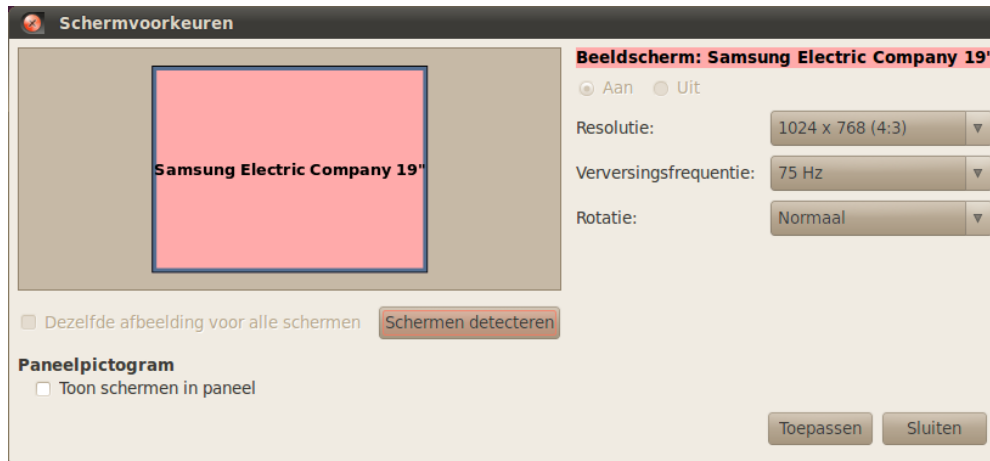 Schermvoorkeuren
Samsung Electric Company 19"
Beeldscherm: Samsung Electric Company 19"
Aan Uit
Resolutie: 1024 x 768 (4:3)
Verversingsfrequentie: 75 Hz
Rotatie: Normaal
Dezelfde afbeelding voor alle schermen Schermen detecteren
Paneelpictogram
Toon schermen in paneel
Toepassen Sluiten